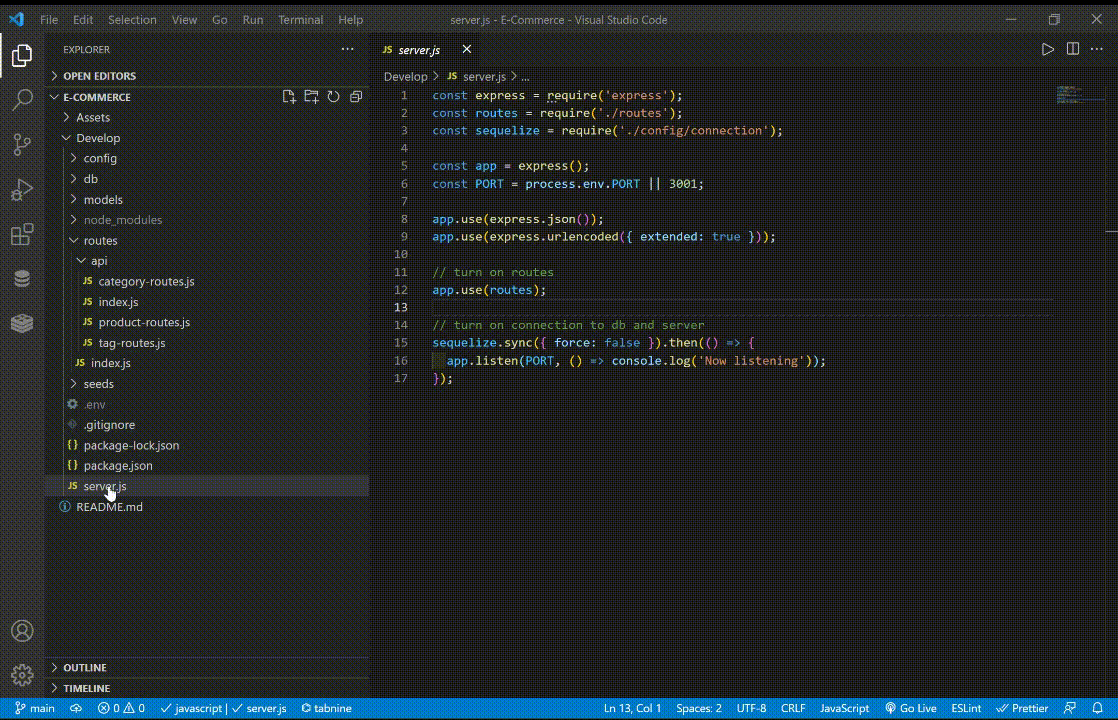 File Edit Selection View Go Run Terminal Help server.js - E-Commerce - Visual Studio Code
EXPLORER
OPEN EDITORS
E-COMMERCE
Assets
Develop
config
db
models
node_modules
routes
api
JS category-routes.js
JS index.js
JS product-routes.js
JS tag-routes.js
JS index.js
seeds
.env
.gitignore
{} package-lock.json
{} package.json
JS server.js
README.md
OUTLINE
TIMELINE
JS server.js
Develop > JS server.js > ...
1 const express = require('express');
2 const routes = require('./routes');
3 const sequelize = require('./config/connection');
4
5 const app = express();
6 const PORT = process.env.PORT || 3001;
7
8 app.use(express.json());
9 app.use(express.urlencoded({ extended: true }));
10
11 // turn on routes
12 app.use(routes);
13
14 // turn on connection to db and server
15 sequelize.sync({ force: false }).then(() => {
16 app.listen(PORT, () => console.log('Now listening'));
17 });
main 0 0 javascript | server.js tabnine Ln 13, Col 1 Spaces: 2 UTF-8 CRLF JavaScript Go Live ESLint Prettier